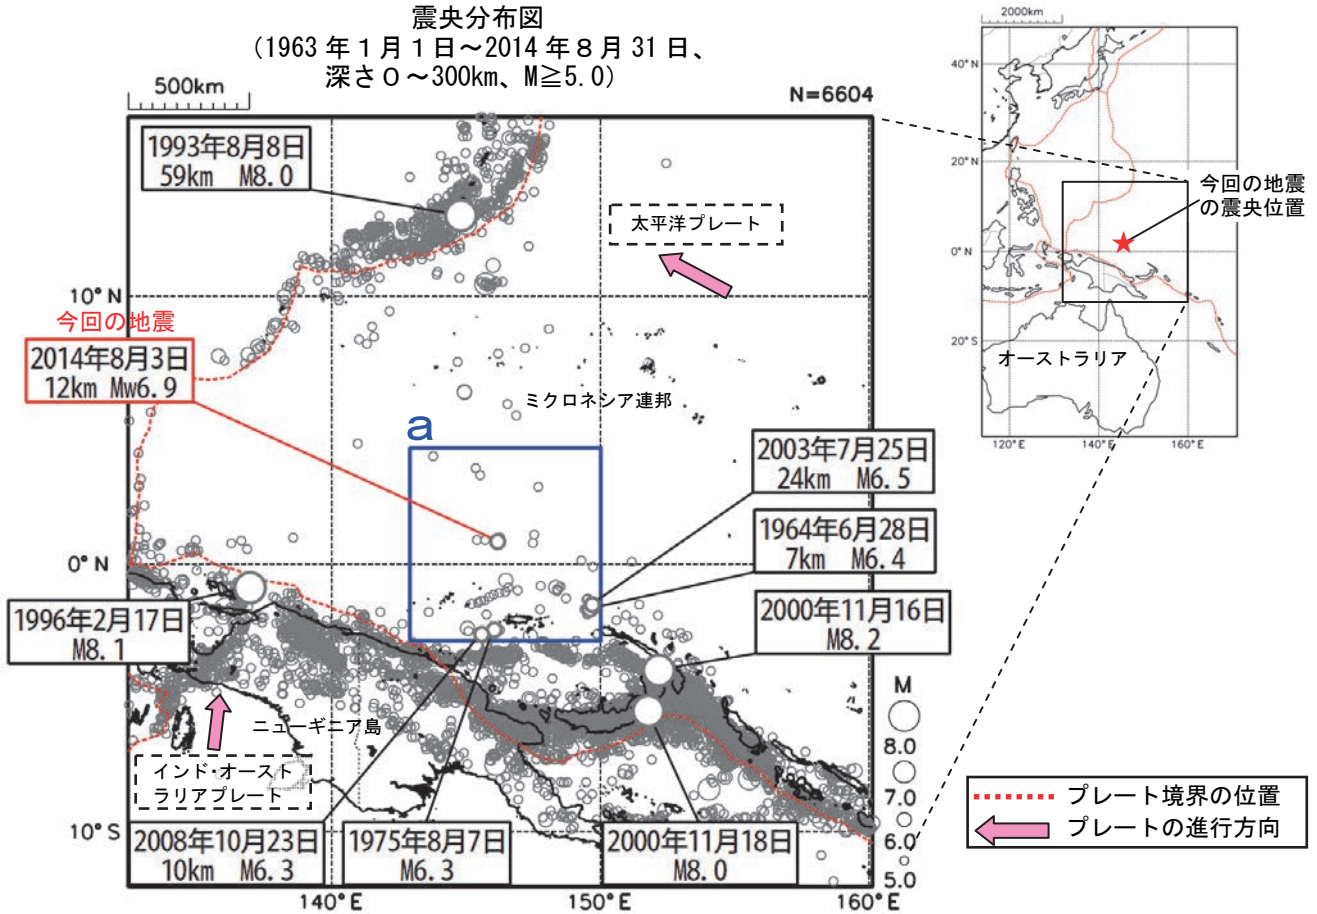 震央分布図
（1963 年１月１日～2014 年８月 31 日、
深さ０～300km、M≧5.0）
500km
N=6604
2000km
40°N
20°N
0°N
20°S
120°E
140°E
160°E
今回の地震
の震央位置
オーストラリア
1993年8月8日
59km M8.0
太平洋プレート
10°N
今回の地震
2014年8月3日
12km Mw6.9
ミクロネシア連邦
a
2003年7月25日
24km M6.5
1964年6月28日
7km M6.4
0°N
1996年2月17日
M8.1
2000年11月16日
M8.2
ニューギニア島
インド・オースト
ラリアプレート
10°S
2008年10月23日
10km M6.3
1975年8月7日
M6.3
2000年11月18日
M8.0
M
8.0
7.0
6.0
5.0
プレート境界の位置
プレートの進行方向
140°E
150°E
160°E